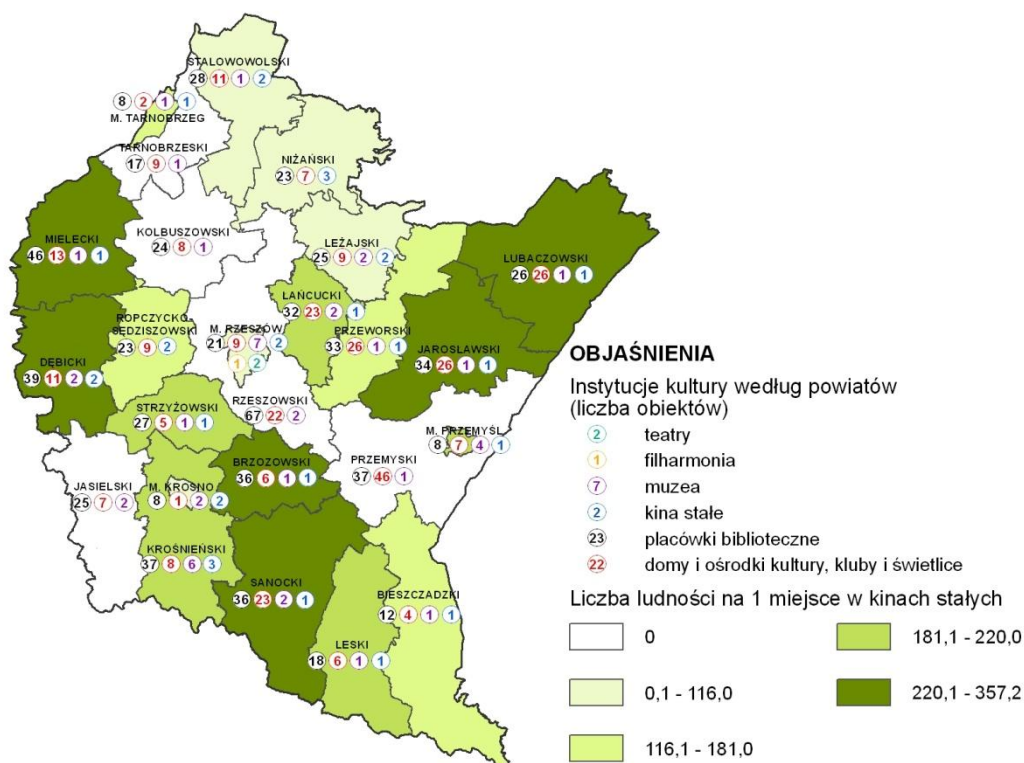 STALOWOWOLSKI
28 11 1 2
8 2 1 1
M. TARNOBRZEG
TARNOBRZESKI
17 9 1
NIŻAŃSKI
23 7 3
MIELECKI
46 13 1 1
KOLBUSZOWSKI
24 8 1
LEŻAJSKI
25 9 2 2
LUBACZOWSKI
26 26 1 1
ŁAŃCUCKI
32 23 2 1
ROPCZYCKO
SĘDZISZOWSKI
23 9 2
M. RZESZÓW
21 9 7 2
1 2
PRZEWORSKI
33 26 1 1
JAROSŁAWSKI
34 26 1 1
DĘBICKI
39 11 2 2
RZESZOWSKI
67 22 2
STRZYŻOWSKI
27 5 1 1
M. PRZEMYŚL
8 7 4 1
PRZEMYSKI
37 46 1
BRZOZOWSKI
36 6 1 1
JASIELSKI
25 7 2
M. KROSNO
8 1 2 2
KROŚNIEŃSKI
37 8 6 3
SANOCKI
36 23 2 1
BIESZCZADZKI
12 4 1 1
LESKI
18 6 1 1
OBJAŚNIENIA
Instytucje kultury według powiatów
(liczba obiektów)
2 teatry
1 filharmonia
7 muzea
2 kina stałe
23 placówki biblioteczne
22 domy i ośrodki kultury, kluby i świetlice
Liczba ludności na 1 miejsce w kinach stałych
0
0,1 - 116,0
116,1 - 181,0
181,1 - 220,0
220,1 - 357,2